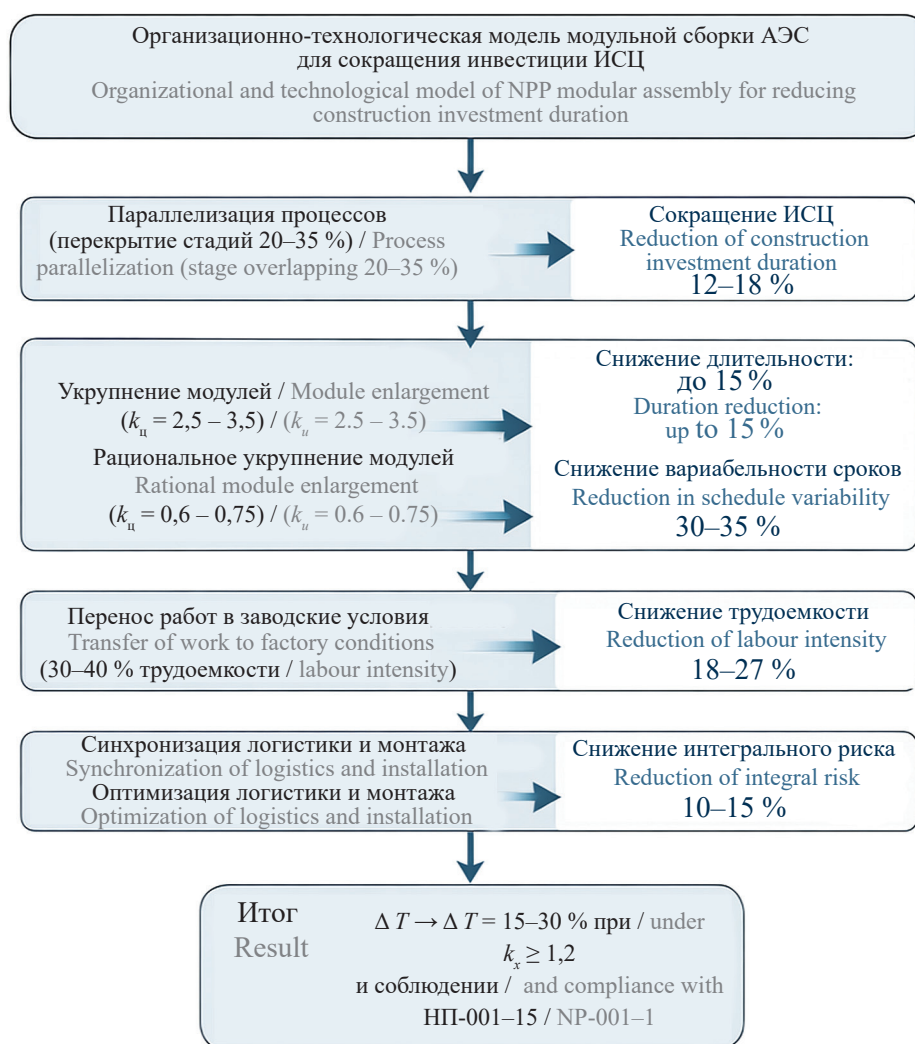 Организационно-технологическая модель модульной сборки АЭС
для сокращения инвестиции ИСЦ
Organizational and technological model of NPP modular assembly for reducing
construction investment duration
Параллелизация процессов
(перекрытие стадий 20–35 %) / Process
parallelization (stage overlapping 20–35 %)
Сокращение ИСЦ
Reduction of construction
investment duration
12–18 %
Укрупнение модулей / Module enlargement
(kц = 2,5 – 3,5) / (kи = 2.5 – 3.5)
Рациональное укрупнение модулей
Rational module enlargement
(kц = 0,6 – 0,75) / (kи = 0.6 – 0.75)
Снижение длительности:
до 15 %
Duration reduction:
up to 15 %
Снижение вариабельности сроков
Reduction in schedule variability
30–35 %
Перенос работ в заводские условия
Transfer of work to factory conditions
(30–40 % трудоемкости / labour intensity)
Снижение трудоемкости
Reduction of labour intensity
18–27 %
Синхронизация логистики и монтажа
Synchronization of logistics and installation
Оптимизация логистики и монтажа
Optimization of logistics and installation
Снижение интегрального риска
Reduction of integral risk
10–15 %
Итог
Result
Δ T → Δ T = 15–30 % при / under
kx ≥ 1,2
и соблюдении / and compliance with
НП-001–15 / NP-001–1